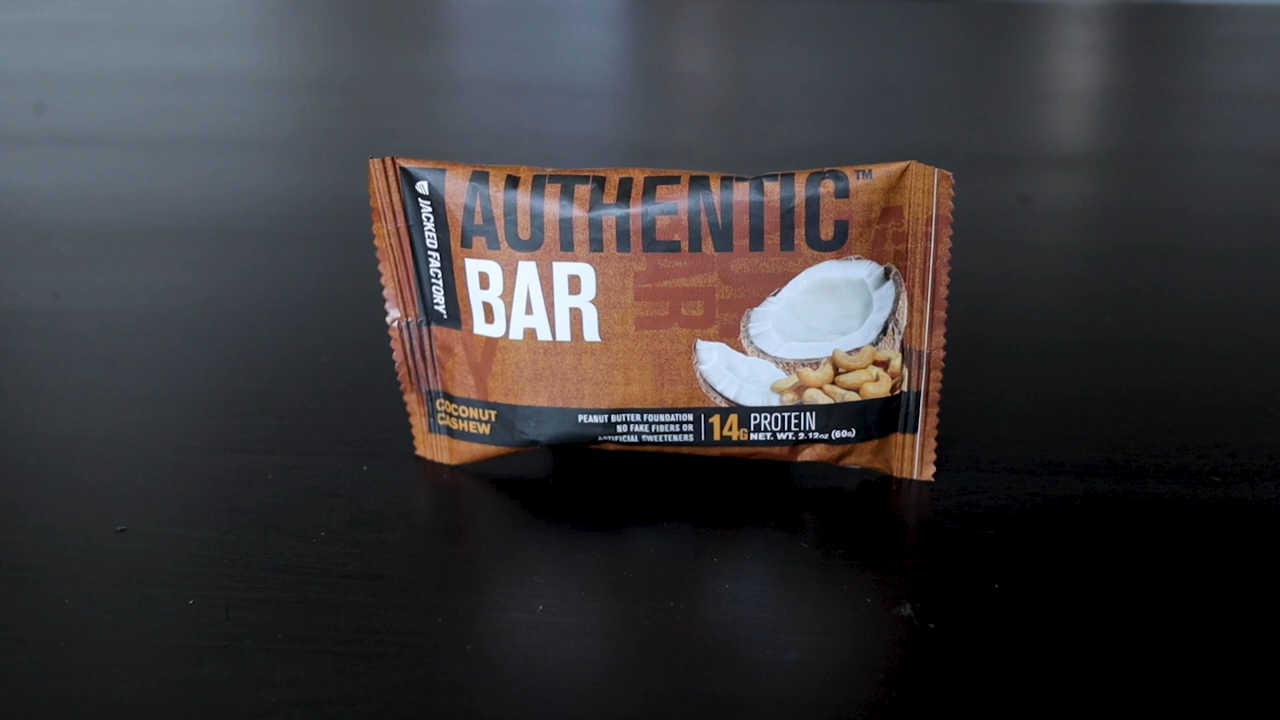 JACKED FACTORY
AUTHENTIC™
BAR
COCONUT
CASHEW
PEANUT BUTTER FOUNDATION
NO FAKE FIBERS OR
ARTIFICIAL SWEETENERS
14G PROTEIN
NET. WT. 2.12oz (60g)
BAR